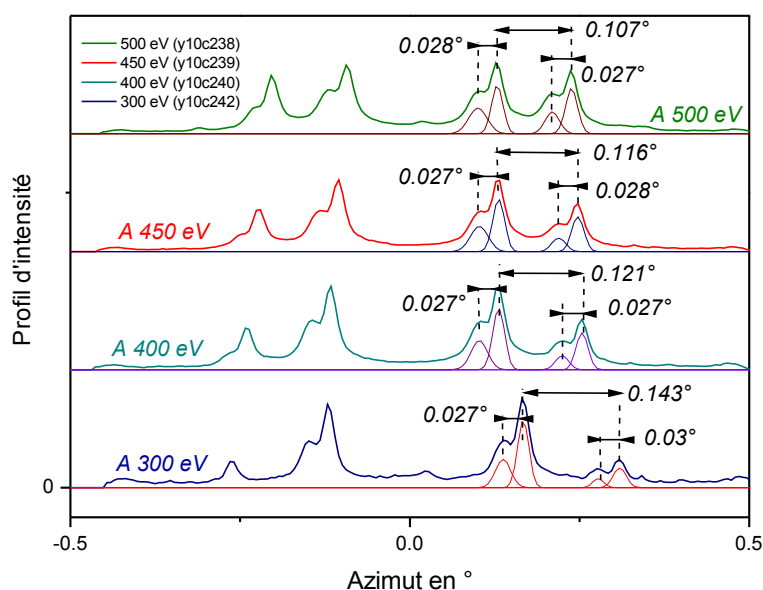 500 eV (y10c238)
450 eV (y10c239)
400 eV (y10c240)
300 eV (y10c242)
0.028°
0.107°
0.027°
A 500 eV
0.116°
0.027°
0.028°
A 450 eV
0.121°
0.027°
0.027°
A 400 eV
0.143°
0.027°
0.03°
A 300 eV
0
-0.5
0.0
0.5
Azimut en °
Profil d'intensité